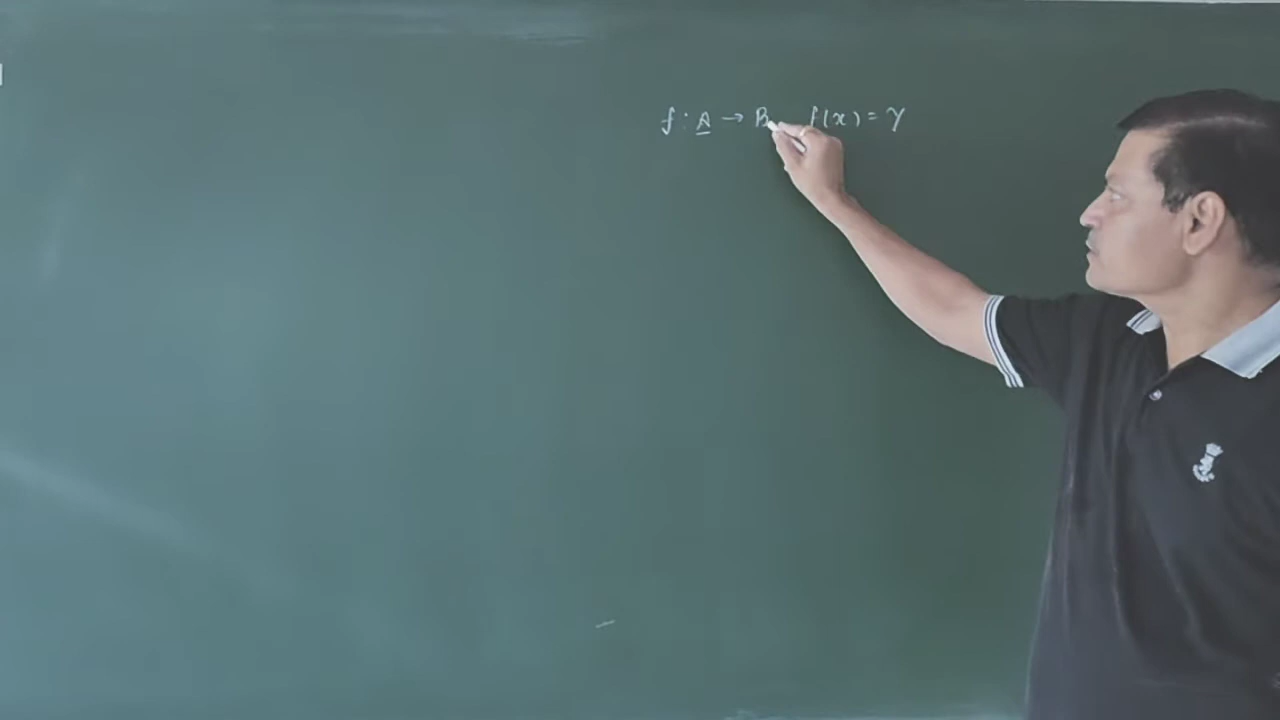 f : A → B f(x) = y